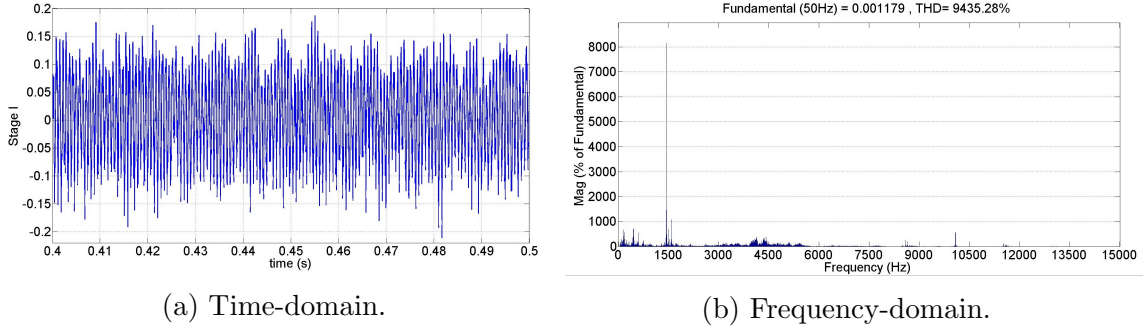 0.2
0.15
0.1
0.05
0
-0.05
-0.1
-0.15
-0.2
Stage I
0.4 0.41 0.42 0.43 0.44 0.45 0.46 0.47 0.48 0.49 0.5
time (s)
(a) Time-domain.
Fundamental (50Hz) = 0.001179 , THD= 9435.28%
8000
7000
6000
5000
4000
3000
2000
1000
0
Mag (% of Fundamental)
0 1500 3000 4500 6000 7500 9000 10500 12000 13500 15000
Frequency (Hz)
(b) Frequency-domain.